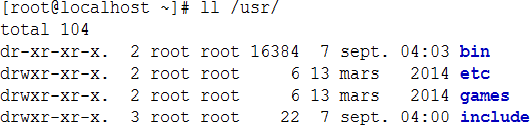 [root@localhost ~]# ll /usr/
total 104
dr-xr-xr-x. 2 root root 16384 7 sept. 04:03 bin
drwxr-xr-x. 2 root root 6 13 mars 2014 etc
drwxr-xr-x. 2 root root 6 13 mars 2014 games
drwxr-xr-x. 3 root root 22 7 sept. 04:00 include